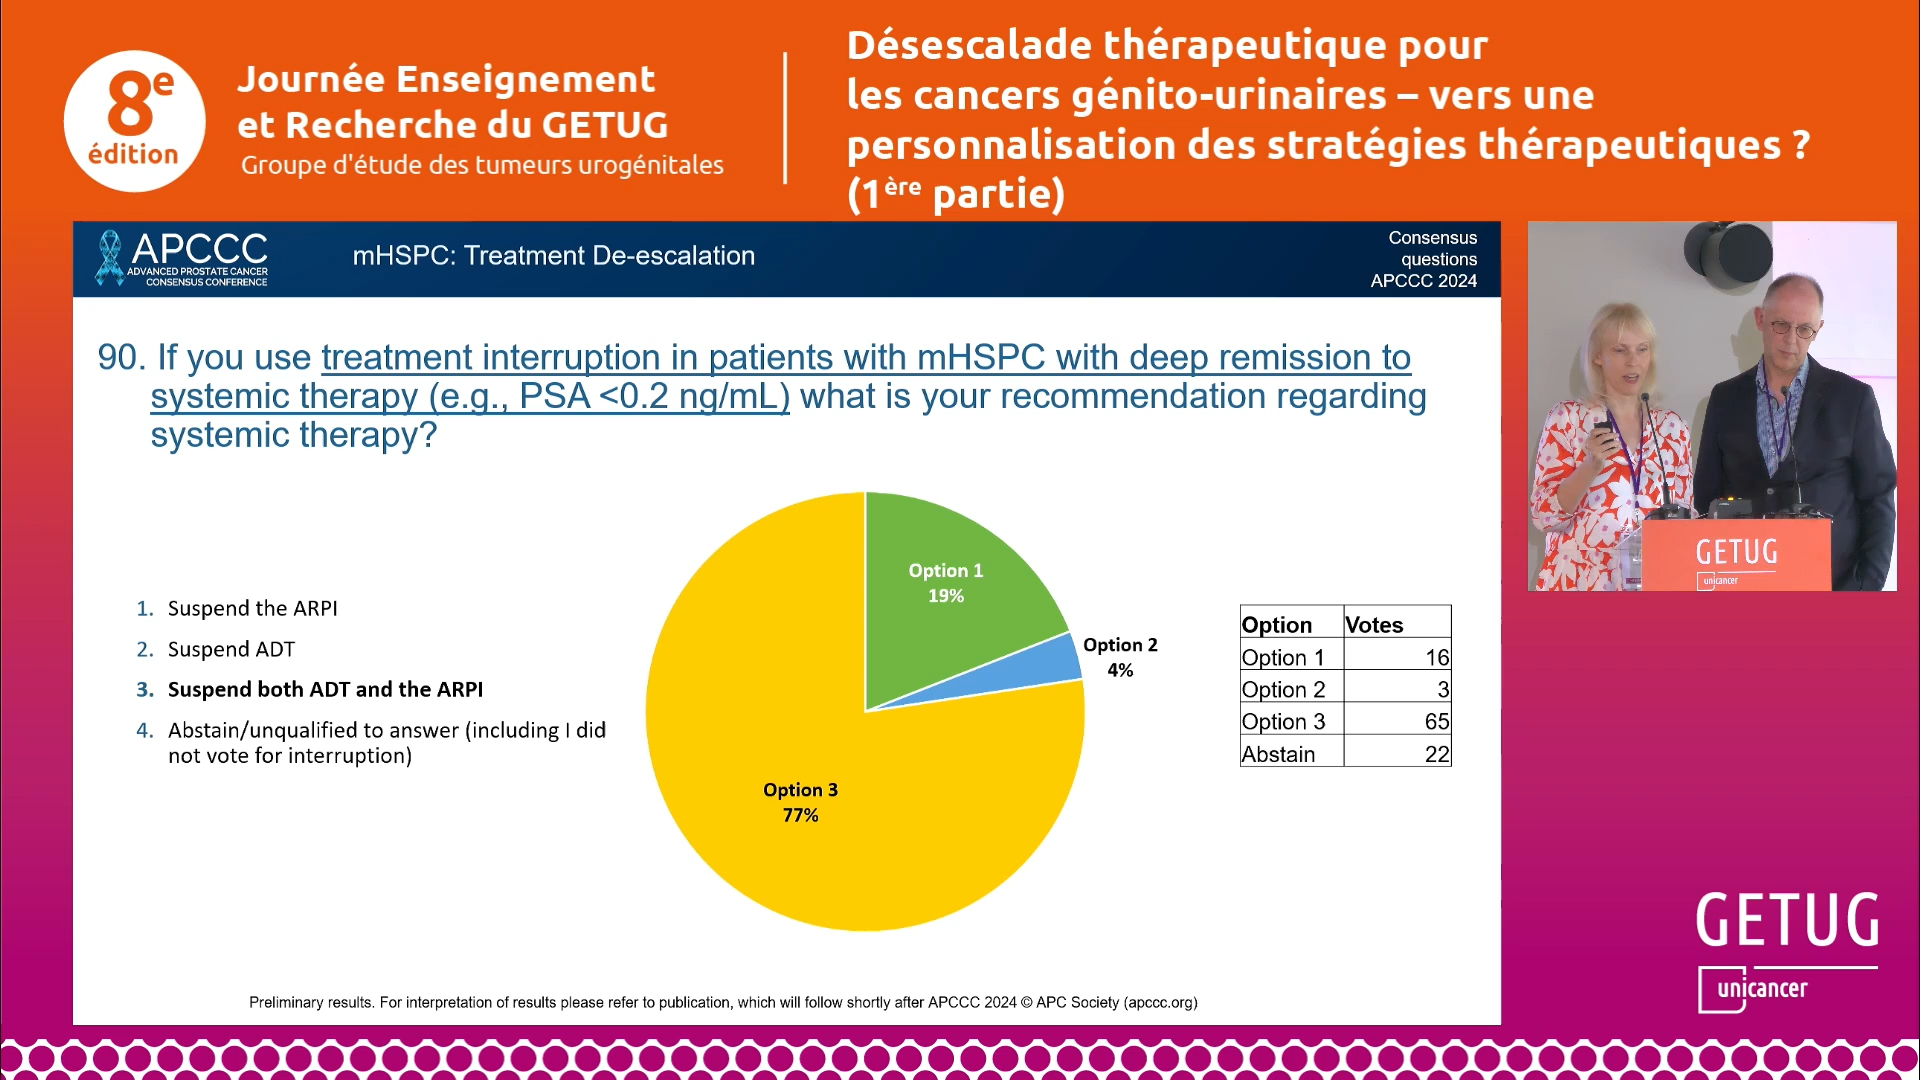 8e
édition
Journée Enseignement
et Recherche du GETUG
Groupe d'étude des tumeurs urogénitales
Désescalade thérapeutique pour
les cancers génito-urinaires – vers une
personnalisation des stratégies thérapeutiques ?
(1ère partie)
APCCC
ADVANCED PROSTATE CANCER
CONSENSUS CONFERENCE
mHSPC: Treatment De-escalation
Consensus
questions
APCCC 2024
90. If you use treatment interruption in patients with mHSPC with deep remission to
systemic therapy (e.g., PSA <0.2 ng/mL) what is your recommendation regarding
systemic therapy?
1. Suspend the ARPI
2. Suspend ADT
3. Suspend both ADT and the ARPI
4. Abstain/unqualified to answer (including I did
not vote for interruption)
Option 1
19%
Option 2
4%
Option 3
77%
Option Votes
Option 1 16
Option 2 3
Option 3 65
Abstain 22
Preliminary results. For interpretation of results please refer to publication, which will follow shortly after APCCC 2024 © APC Society (apccc.org)
GETUG
unicancer
GETUG
unicancer